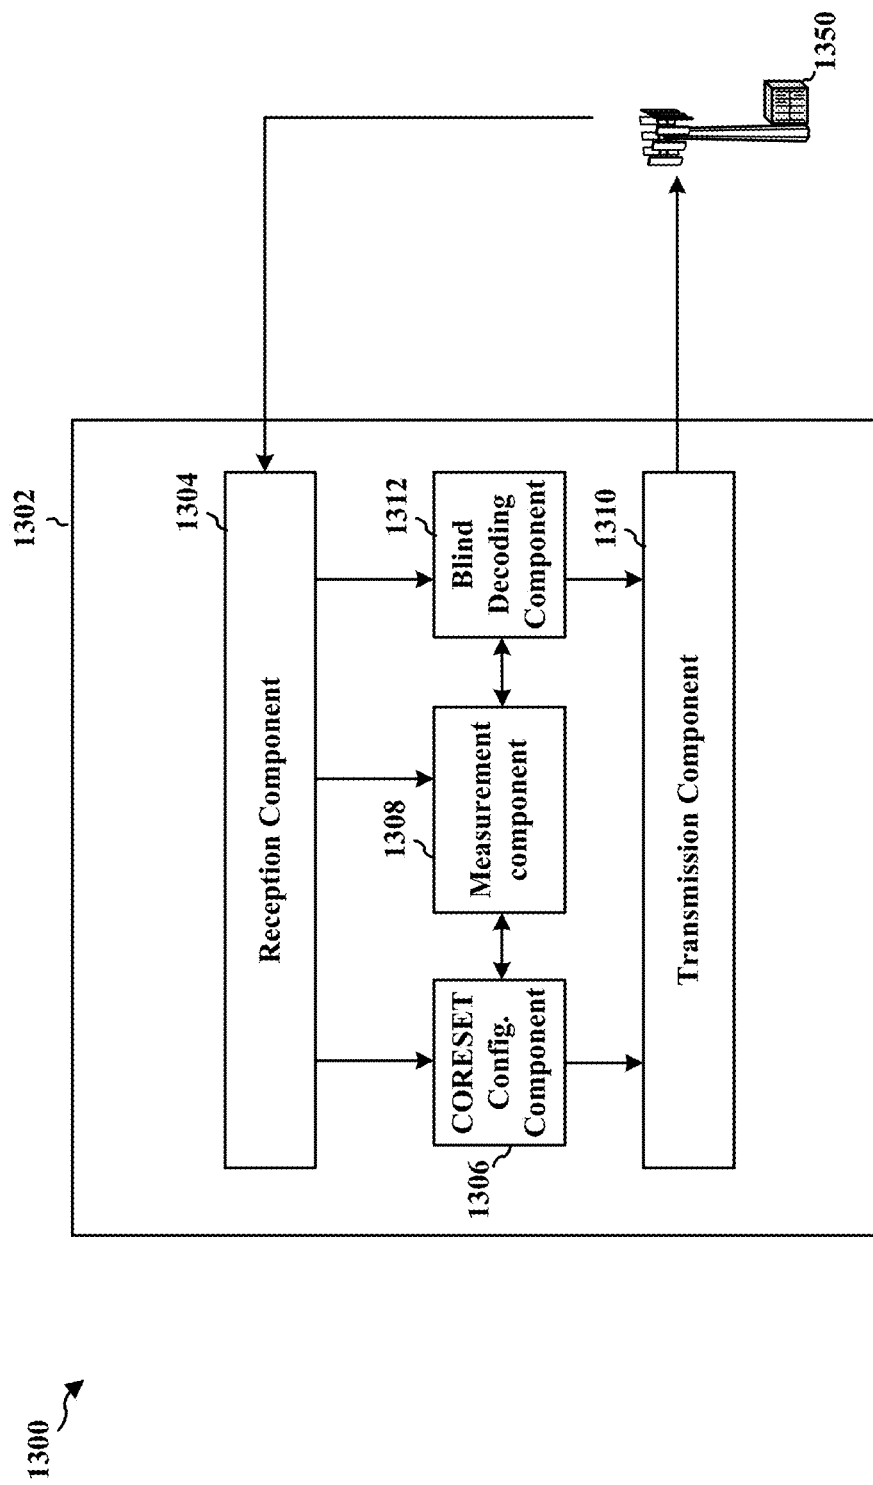 1300
1302
1304
Reception Component
1306
CORESET
Config.
Component
1308
Measurement
component
1312
Blind
Decoding
Component
1310
Transmission Component
1350